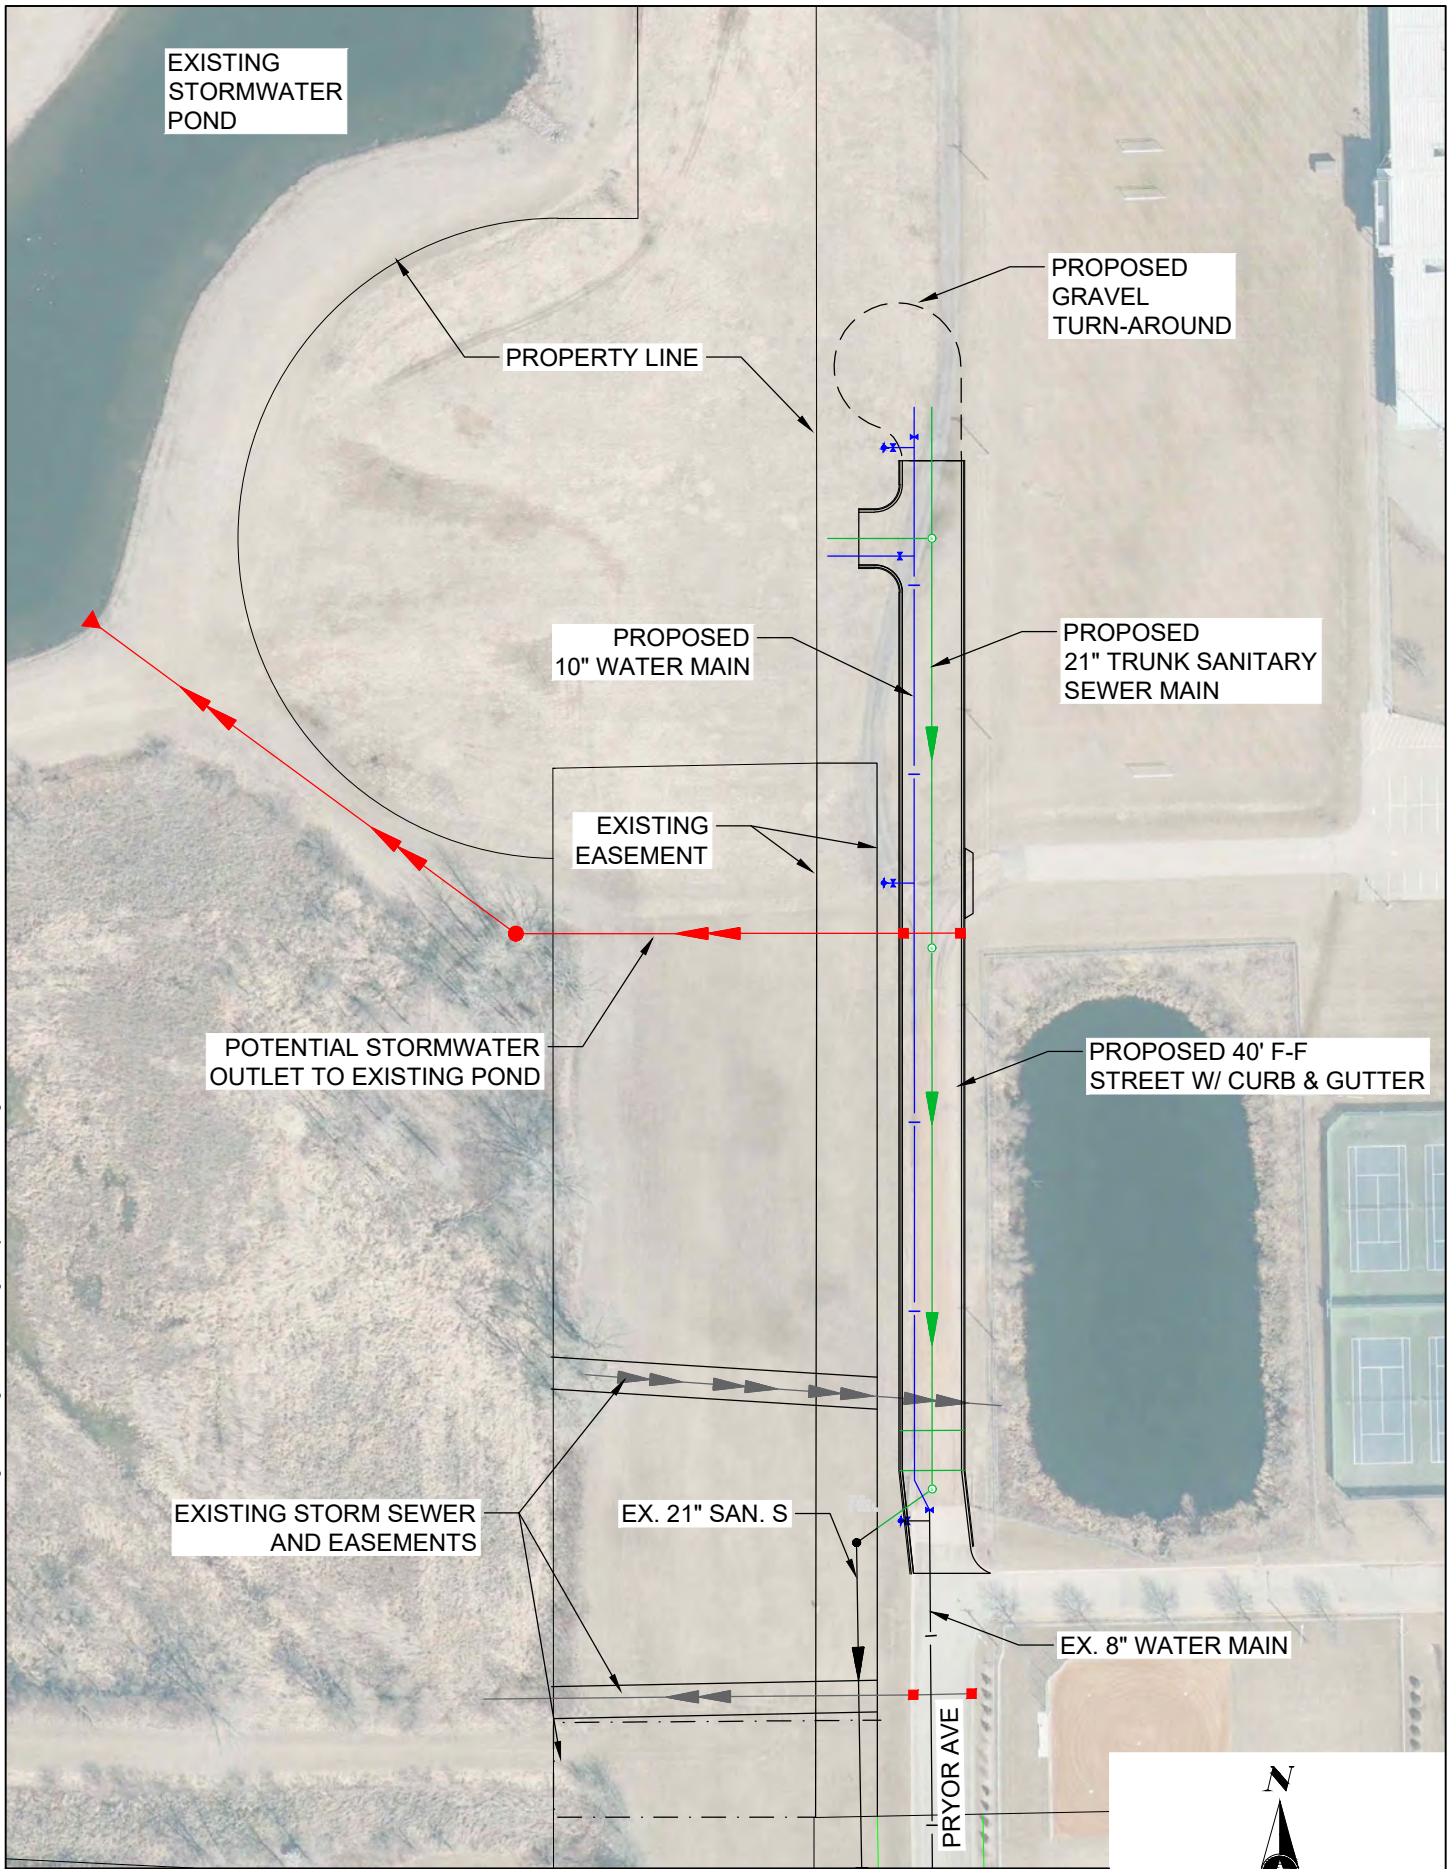 EXISTING
STORMWATER
POND
PROPOSED
GRAVEL
TURN-AROUND
PROPERTY LINE
PROPOSED
10" WATER MAIN
PROPOSED
21" TRUNK SANITARY
SEWER MAIN
EXISTING
EASEMENT
POTENTIAL STORMWATER
OUTLET TO EXISTING POND
PROPOSED 40' F-F
STREET W/ CURB & GUTTER
EXISTING STORM SEWER
AND EASEMENTS
EX. 21" SAN. S
EX. 8" WATER MAIN
PRYOR AVE
N